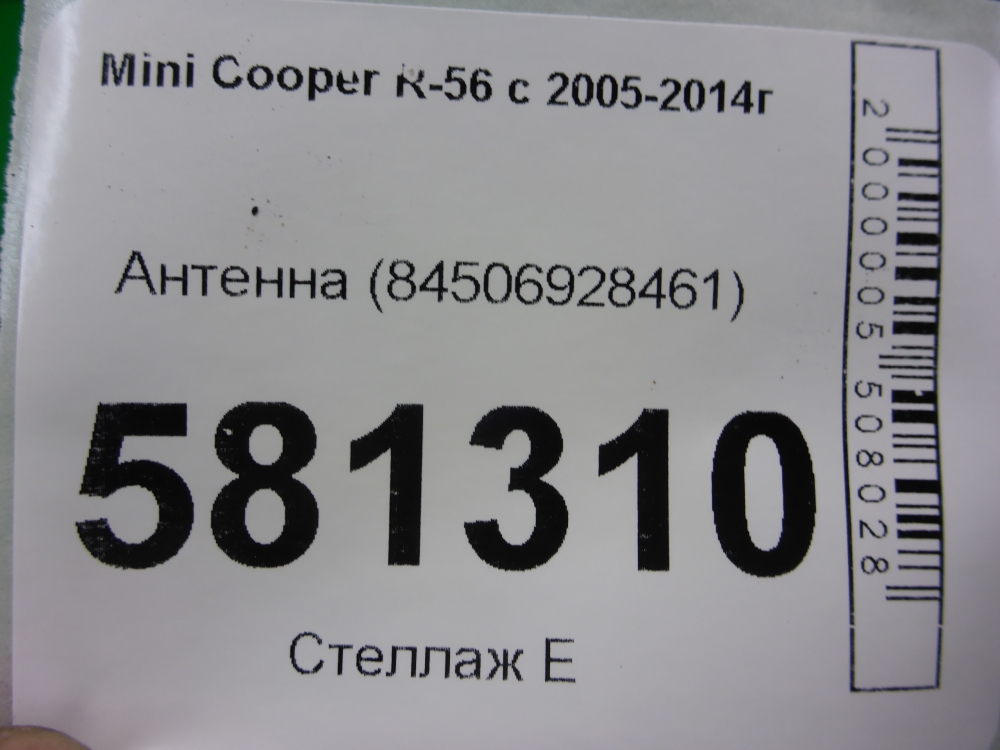 Mini Cooper R-56 с 2005-2014г
Антенна (84506928461)
581310
Стеллаж Е
2000005508028